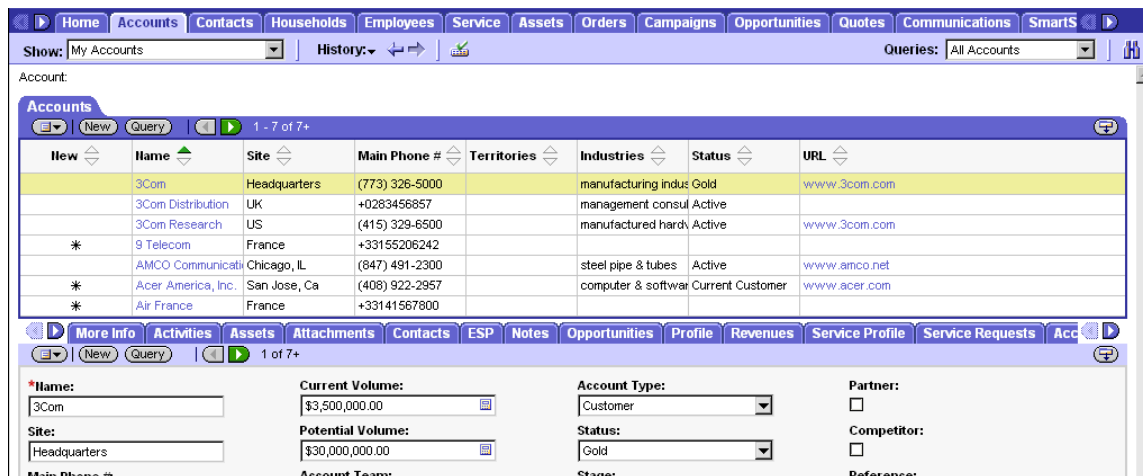 Home Accounts Contacts Households Employees Service Assets Orders Campaigns Opportunities Quotes Communications SmartS
Show: My Accounts History: Queries: All Accounts
Account:
Accounts
New Query 1 - 7 of 7+
New Name Site Main Phone # Territories Industries Status URL
3Com Headquarters (773) 326-5000 manufacturing indus Gold www.3com.com
3Com Distribution UK +0283456857 management consul Active
3Com Research US (415) 329-6500 manufactured hardw Active www.3com.com
* 9 Telecom France +33155206242
AMCO Communicati Chicago, IL (847) 491-2300 steel pipe & tubes Active www.amco.net
* Acer America, Inc. San Jose, Ca (408) 922-2957 computer & softwar Current Customer www.acer.com
* Air France France +33141567800
More Info Activities Assets Attachments Contacts ESP Notes Opportunities Profile Revenues Service Profile Service Requests Acc
New Query 1 of 7+
*Name: Current Volume: Account Type: Partner:
3Com $3,500,000.00 Customer
Site: Potential Volume: Status: Competitor:
Headquarters $30,000,000.00 Gold
Main Phone #: Account Team: Stage: Reference: